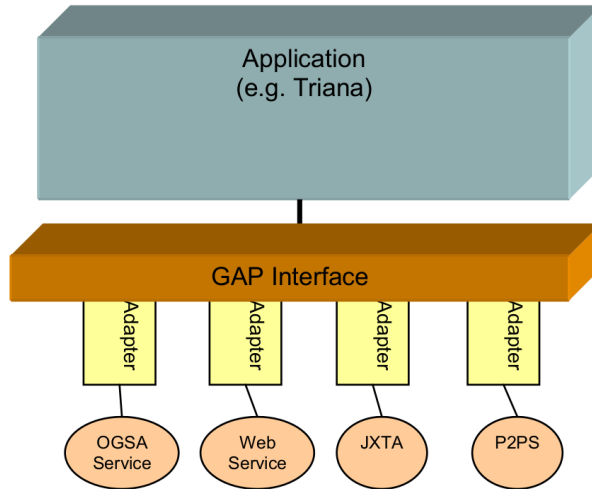 Application
(e.g. Triana)
GAP Interface
Adapter
Adapter
Adapter
Adapter
OGSA
Service
Web
Service
JXTA
P2PS